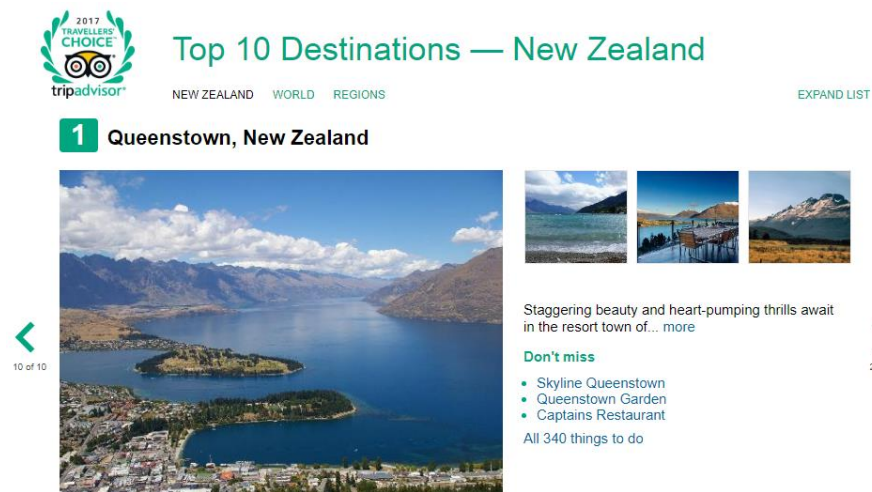 2017
TRAVELLERS'
CHOICE™
tripadvisor®
Top 10 Destinations — New Zealand
NEW ZEALAND WORLD REGIONS EXPAND LIST
1 Queenstown, New Zealand
Staggering beauty and heart-pumping thrills await
in the resort town of... more
Don't miss
Skyline Queenstown
Queenstown Garden
Captains Restaurant
All 340 things to do
10 of 10